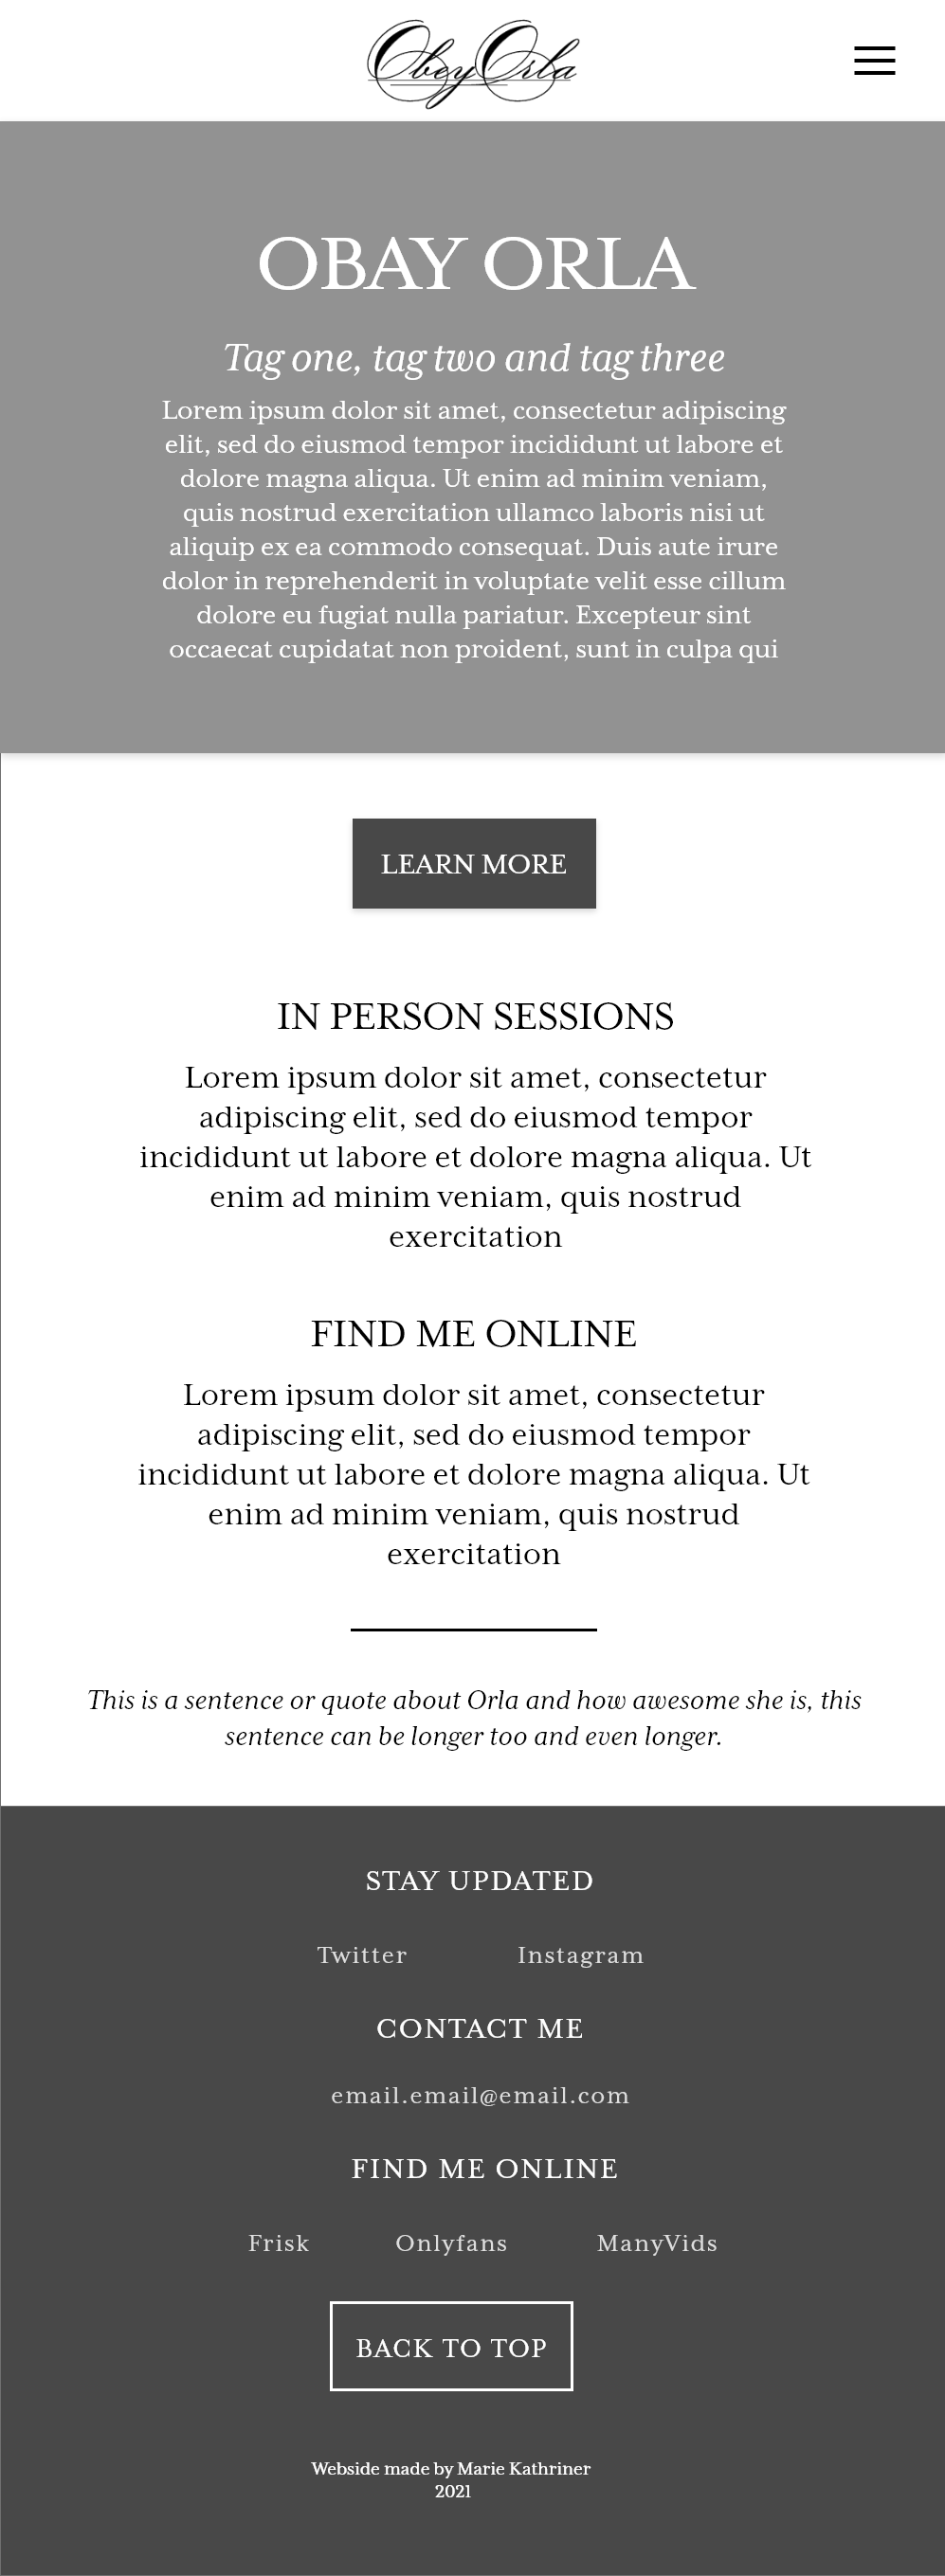 Obey Orla
OBAY ORLA
Tag one, tag two and tag three
Lorem ipsum dolor sit amet, consectetur adipiscing
elit, sed do eiusmod tempor incididunt ut labore et
dolore magna aliqua. Ut enim ad minim veniam,
quis nostrud exercitation ullamco laboris nisi ut
aliquip ex ea commodo consequat. Duis aute irure
dolor in reprehenderit in voluptate velit esse cillum
dolore eu fugiat nulla pariatur. Excepteur sint
occaecat cupidatat non proident, sunt in culpa qui
LEARN MORE
IN PERSON SESSIONS
Lorem ipsum dolor sit amet, consectetur
adipiscing elit, sed do eiusmod tempor
incididunt ut labore et dolore magna aliqua. Ut
enim ad minim veniam, quis nostrud
exercitation
FIND ME ONLINE
Lorem ipsum dolor sit amet, consectetur
adipiscing elit, sed do eiusmod tempor
incididunt ut labore et dolore magna aliqua. Ut
enim ad minim veniam, quis nostrud
exercitation
This is a sentence or quote about Orla and how awesome she is, this
sentence can be longer too and even longer.
STAY UPDATED
Twitter Instagram
CONTACT ME
email.email@email.com
FIND ME ONLINE
Frisk Onlyfans ManyVids
BACK TO TOP
Webside made by Marie Kathriner
2021